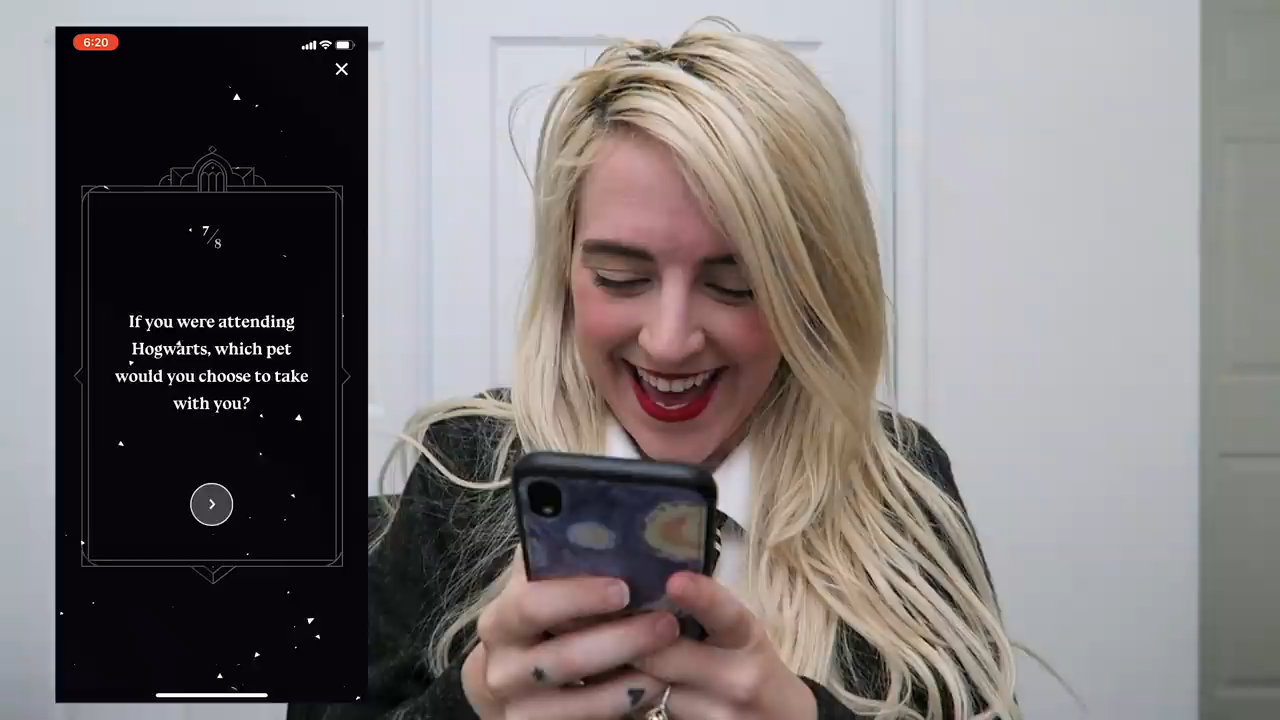 6:20
7/8
If you were attending
Hogwarts, which pet
would you choose to take
with you?